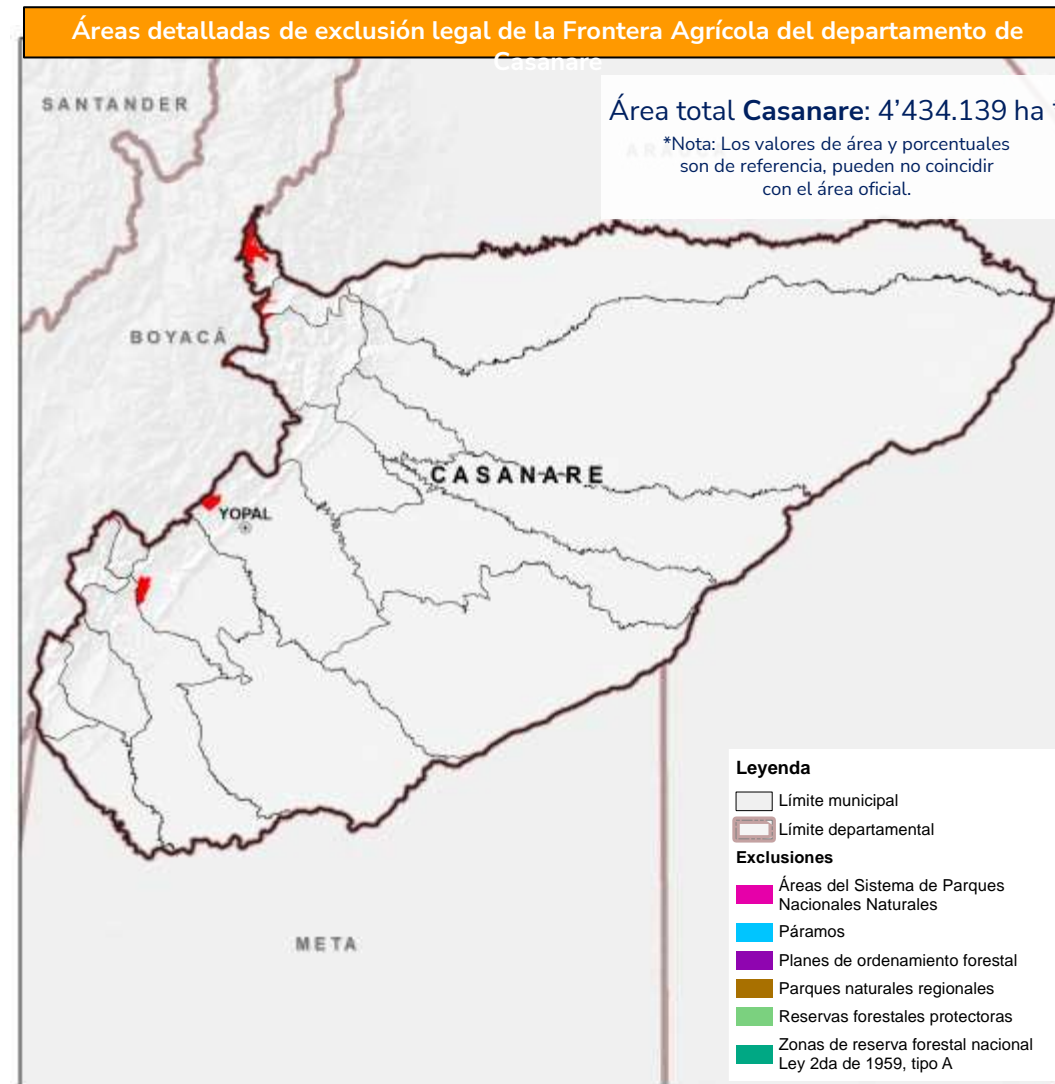 Áreas detalladas de exclusión legal de la Frontera Agrícola del departamento de
Casanare
Área total Casanare: 4’434.139 ha *
*Nota: Los valores de área y porcentuales
son de referencia, pueden no coincidir
con el área oficial.
SANTANDER
BOYACÁ
CASANARE
YOPAL
META
Leyenda
Límite municipal
Límite departamental
Exclusiones
Áreas del Sistema de Parques
Nacionales Naturales
Páramos
Planes de ordenamiento forestal
Parques naturales regionales
Reservas forestales protectoras
Zonas de reserva forestal nacional
Ley 2da de 1959, tipo A